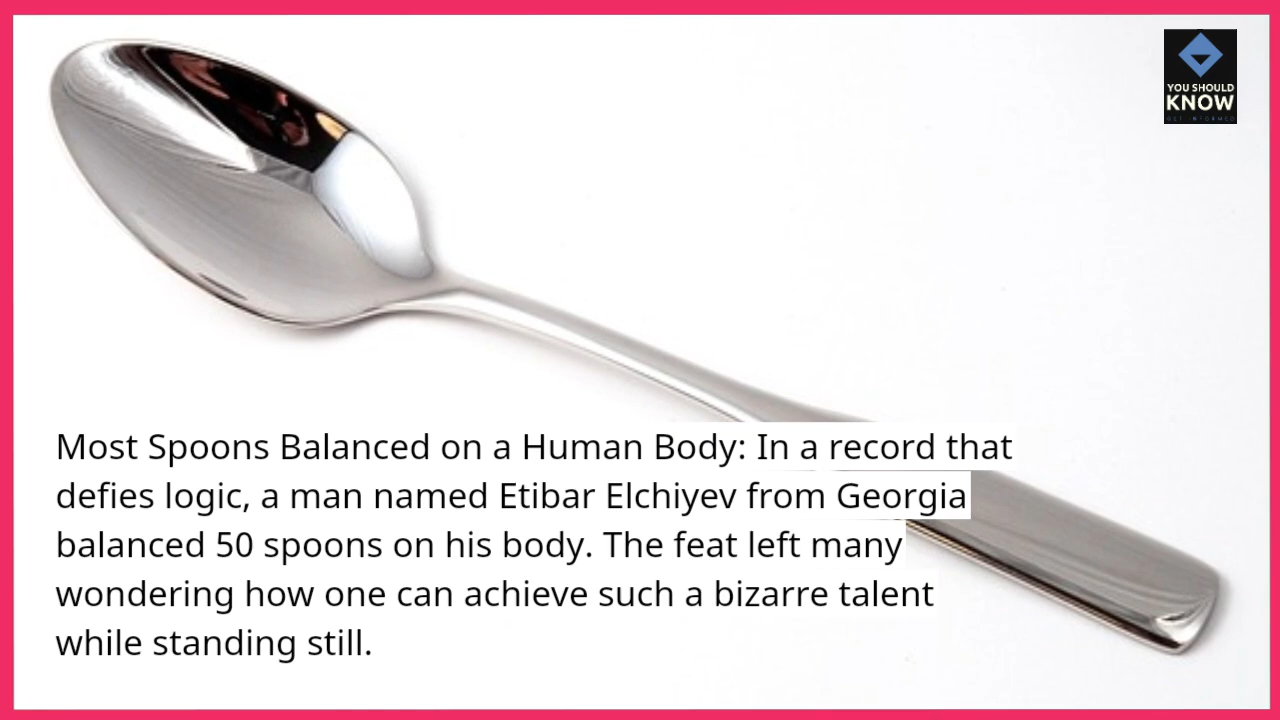 YOU SHOULD
KNOW
GET INFORMED
Most Spoons Balanced on a Human Body: In a record that
defies logic, a man named Etibar Elchiyev from Georgia
balanced 50 spoons on his body. The feat left many
wondering how one can achieve such a bizarre talent
while standing still.